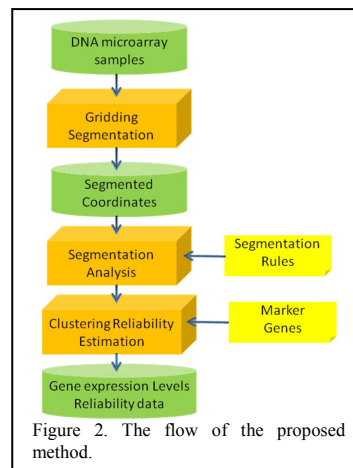 DNA microarray
samples
Gridding
Segmentation
Segmented
Coordinates
Segmentation
Analysis
Segmentation
Rules
Clustering Reliability
Estimation
Marker
Genes
Gene expression Levels
Reliability data
Figure 2. The flow of the proposed
method.